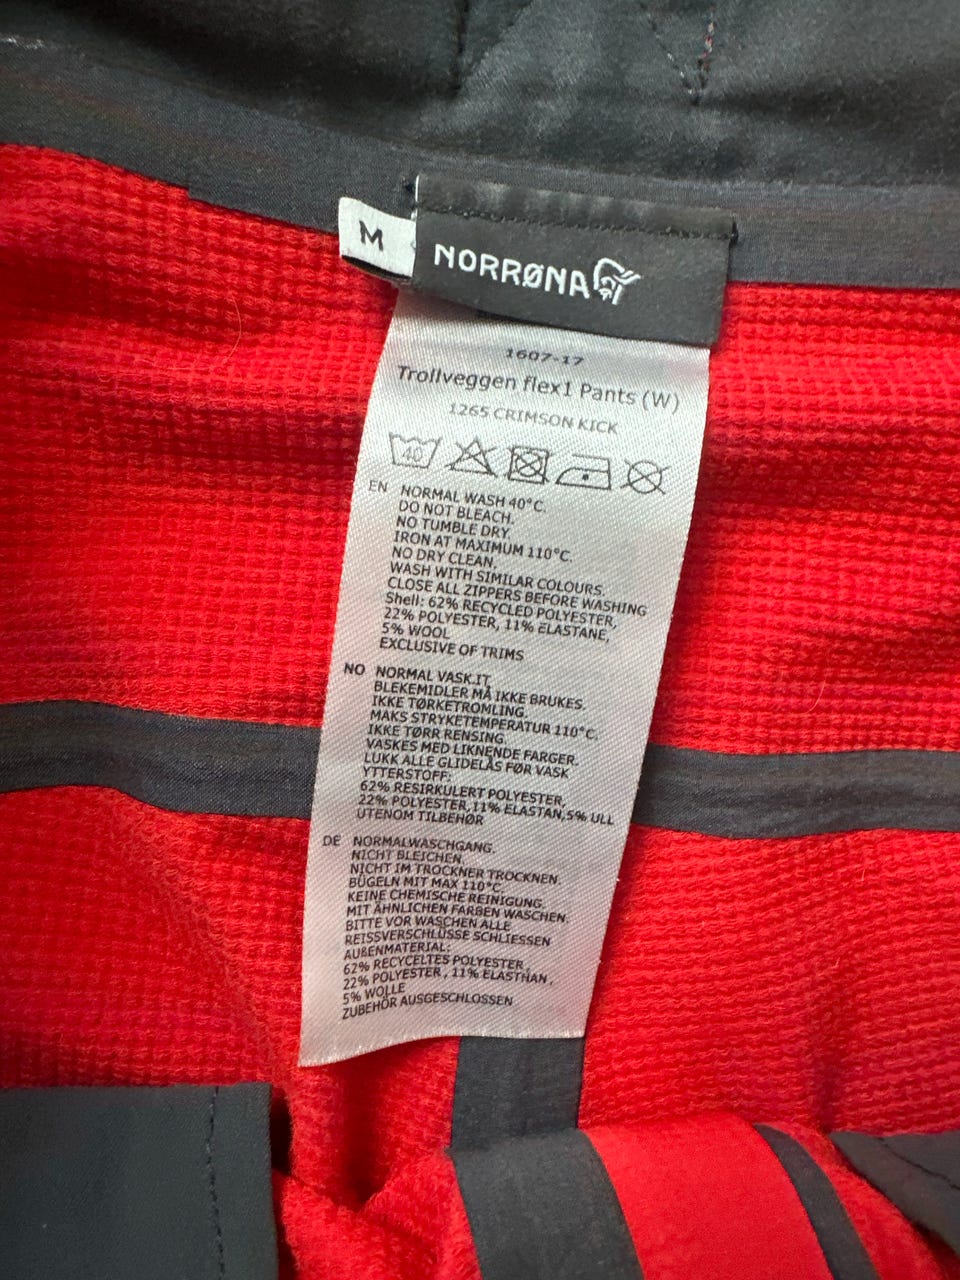 M
NORRØNA
1607-17
Trollveggen flex1 Pants (W)
1265 CRIMSON KICK
40
EN NORMAL WASH 40°C.
DO NOT BLEACH.
NO TUMBLE DRY.
IRON AT MAXIMUM 110°C.
NO DRY CLEAN.
WASH WITH SIMILAR COLOURS.
CLOSE ALL ZIPPERS BEFORE WASHING
Shell: 62% RECYCLED POLYESTER,
22% POLYESTER, 11% ELASTANE,
5% WOOL
EXCLUSIVE OF TRIMS
NO NORMAL VASK.IT
BLEKEMIDLER MÅ IKKE BRUKES.
IKKE TØRKETROMLING.
MAKS STRYKETEMPERATUR 110°C.
IKKE TØRR RENSING.
VASKES MED LIKNENDE FARGER.
LUKK ALLE GLIDELÅS FØR VASK
YTTERSTOFF:
62% RESIRKULERT POLYESTER,
22% POLYESTER,11% ELASTAN,5% ULL
UTENOM TILBEHØR
DE NORMALWASCHGANG.
NICHT BLEICHEN.
NICHT IM TROCKNER TROCKNEN.
BÜGELN MIT MAX 110°C.
KEINE CHEMISCHE REINIGUNG.
MIT ÄHNLICHEN FARBEN WASCHEN.
BITTE VOR WASCHEN ALLE
REISSVERSCHLÜSSE SCHLIESSEN
AUßENMATERIAL:
62% RECYCELTES POLYESTER,
22% POLYESTER, 11% ELASTHAN,
5% WOLLE
ZUBEHÖR AUSGESCHLOSSEN